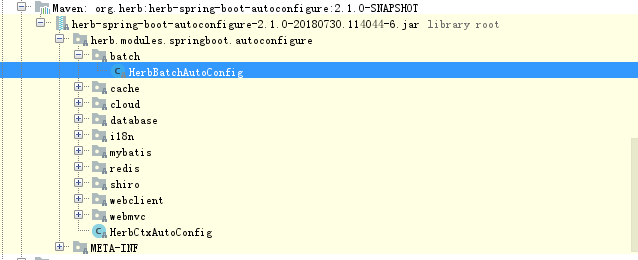 Maven: org.herb:herb-spring-boot-autoconfigure:2.1.0-SNAPSHOT
herb-spring-boot-autoconfigure-2.1.0-20180730.114044-6.jar library root
herb.modules.springboot.autoconfigure
batch
HerbBatchAutoConfig
cache
cloud
database
i18n
mybatis
redis
shiro
webclient
webmvc
HerbCtxAutoConfig
META-INF